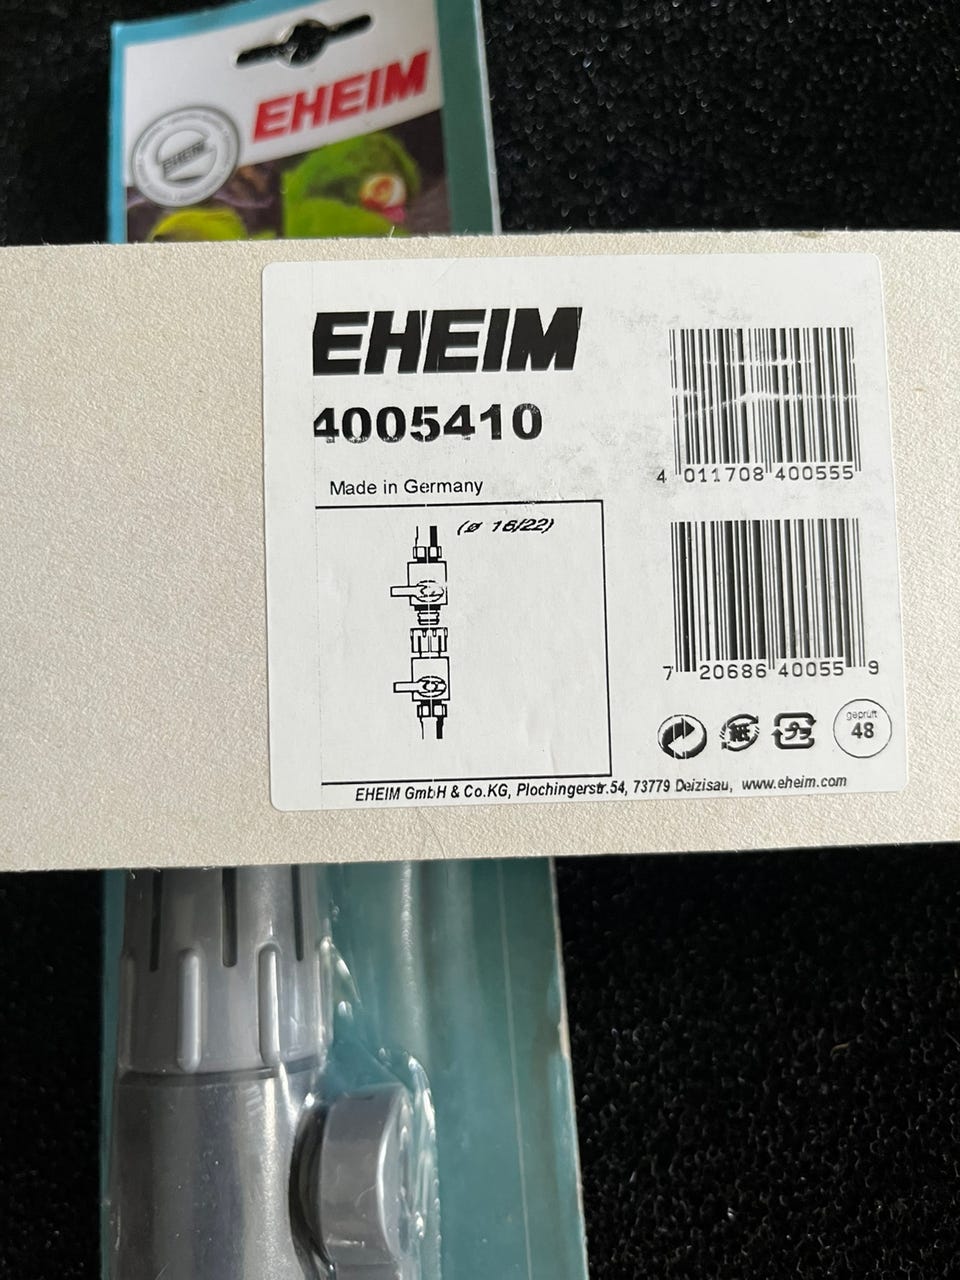 EHEIM
EHEIM
EHEIM
4005410
Made in Germany
(ø 16/22)
4 011708 400555
7 20686 40055 9
geprüft
48
EHEIM GmbH & Co.KG, Plochingerstr.54, 73779 Deizisau, www.eheim.com